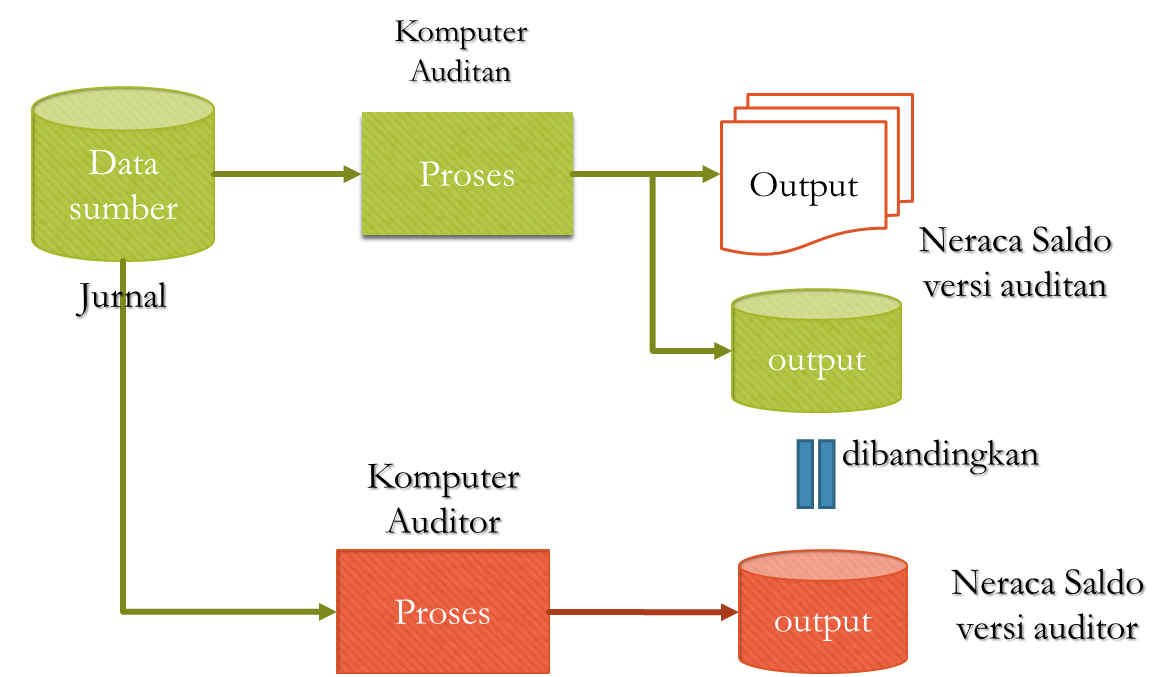 Komputer
Auditan
Data
sumber
Proses
Output
Neraca Saldo
versi auditan
Jurnal
output
dibandingkan
Komputer
Auditor
Proses
output
Neraca Saldo
versi auditor